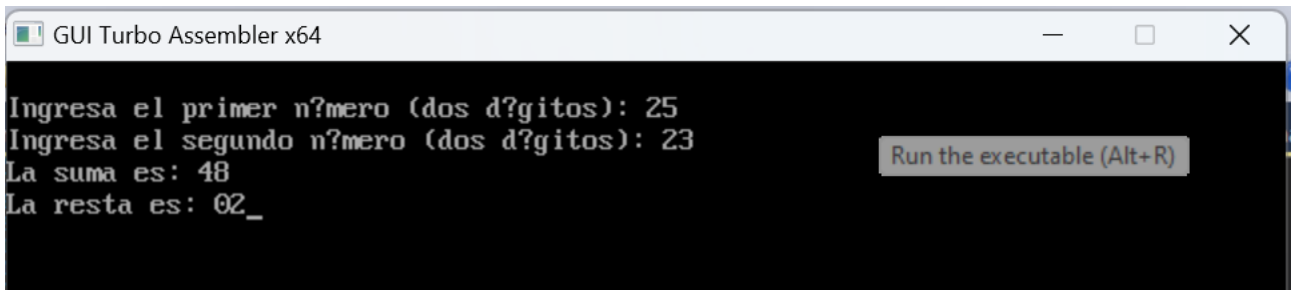 GUI Turbo Assembler x64
Ingresa el primer n?mero (dos d?gitos): 25
Ingresa el segundo n?mero (dos d?gitos): 23
Run the executable (Alt+R)
La suma es: 48
La resta es: 02_